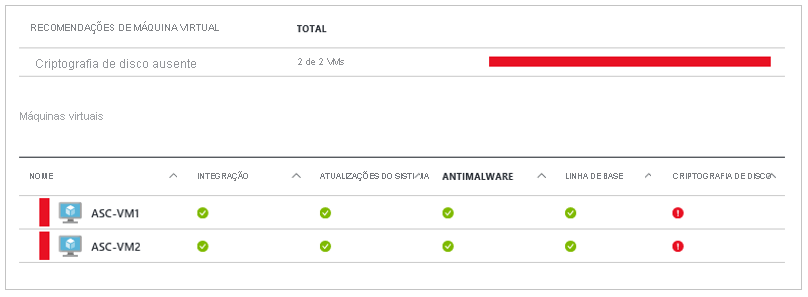 RECOMENDAÇÕES DE MÁQUINA VIRTUAL TOTAL
Criptografia de disco ausente 2 de 2 VMs
Máquinas virtuais
NOME INTEGRAÇÃO ATUALIZAÇÕES DO SISTEMA ANTIMALWARE LINHA DE BASE CRIPTOGRAFIA DE DISCO
ASC-VM1
ASC-VM2